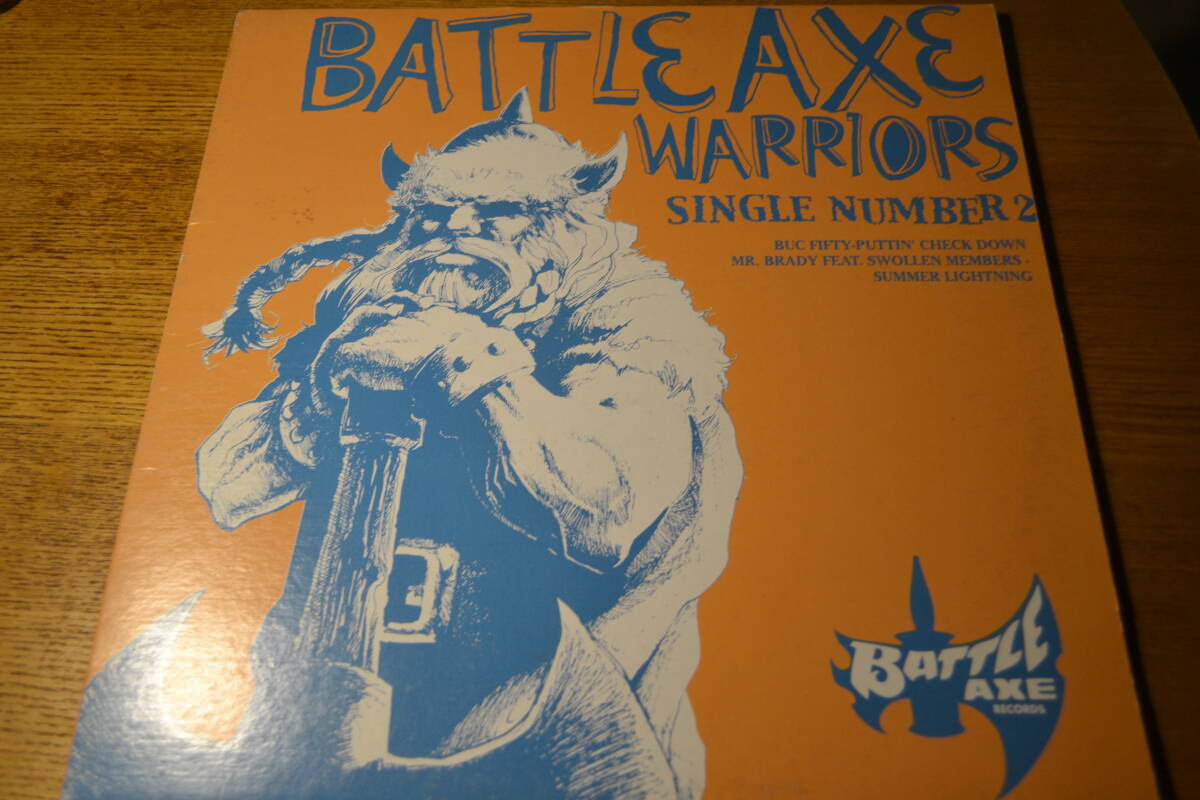 BATTLE AXE
WARRIORS
SINGLE NUMBER 2
BUC FIFTY-PUTTIN' CHECK DOWN
MR. BRADY FEAT. SWOLLEN MEMBERS -
SUMMER LIGHTNING
BATTLE
AXE
RECORDS